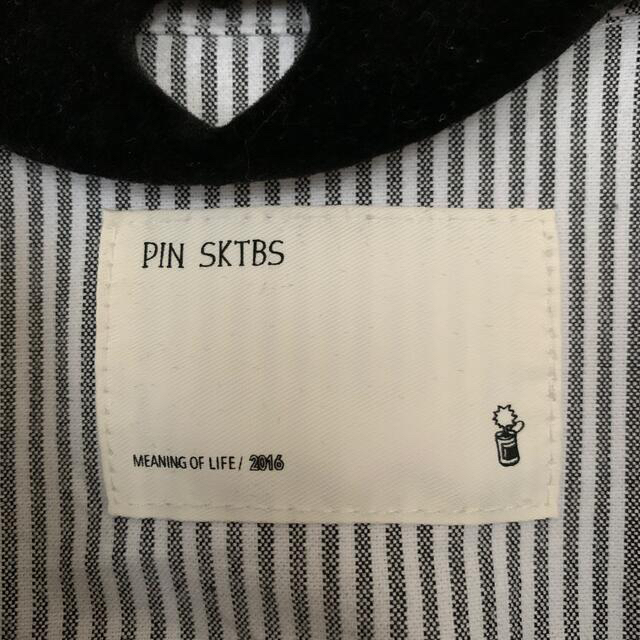 PIN SKTBS
MEANING OF LIFE / 2016